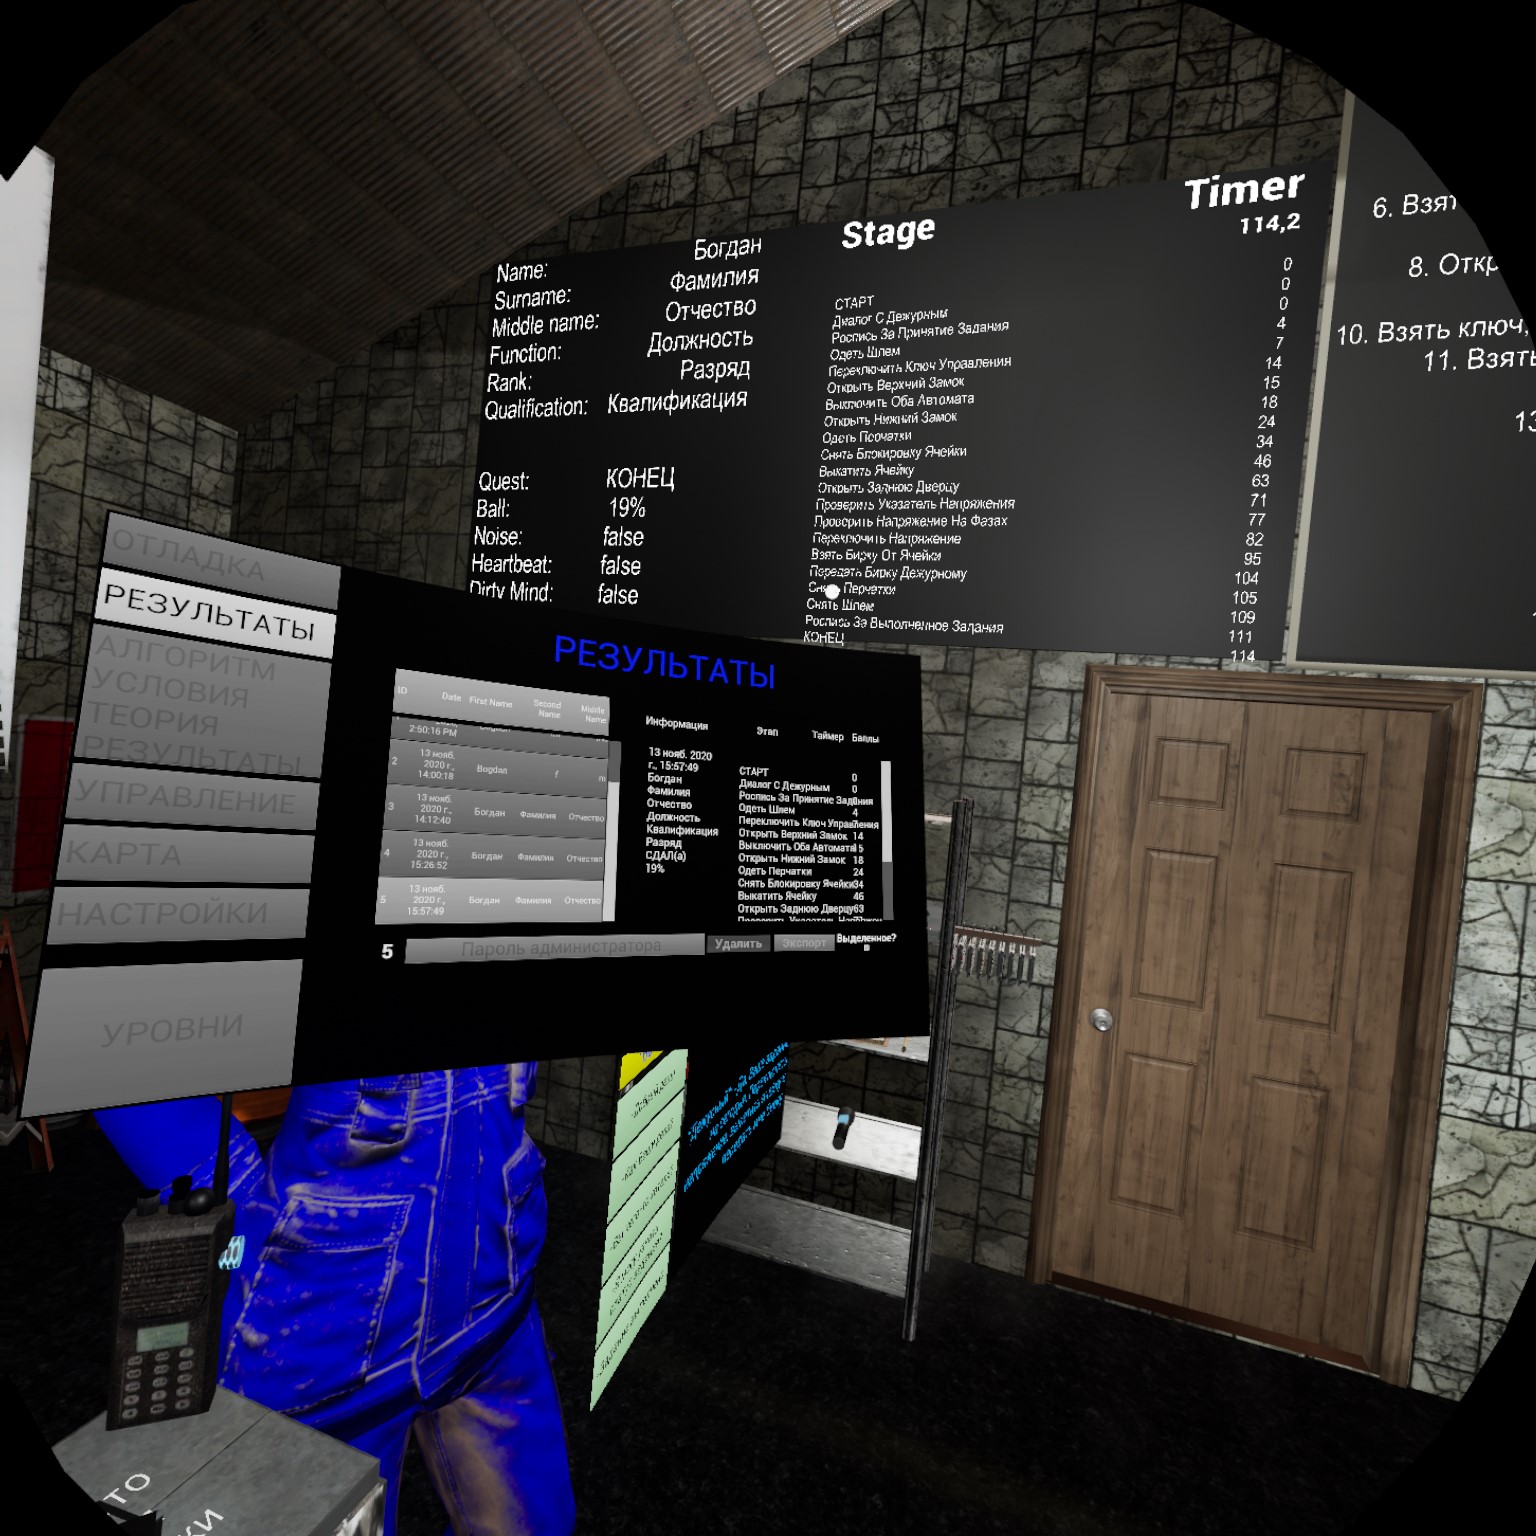 Timer
114,2
Stage
Name: Богдан
Surname: Фамилия
Middle name: Отчество
Function: Должность
Rank: Разряд
Qualification: Квалификация
Quest: КОНЕЦ
Ball: 19%
Noise: false
Heartbeat: false
Dirty Mind: false
СТАРТ
Диалог С Дежурным
Роспись За Принятие Задания
Одеть Шлем
Переключить Ключ Управления
Открыть Верхний Замок
Выключить Оба Автомата
Открыть Нижний Замок
Одеть Перчатки
Снять Блокировку Ячейки
Выкатить Ячейку
Открыть Заднюю Дверцу
Проверить Указатель Напряжения
Проверить Напряжение На Фазах
Переключить Напряжение
Взять Бирку От Ячейки
Передать Бирку Дежурному
Перчатки
Снять Шлем
Роспись За Выполненное Задания
КОНЕЦ
0
0
0
4
7
14
15
18
24
34
46
63
71
77
82
95
104
105
109
111
114
6. Взят
8. Откр
10. Взять ключ,
11. Взять
13
ОТЛАДКА
РЕЗУЛЬТАТЫ
АЛГОРИТМ
УСЛОВИЯ
ТЕОРИЯ
РЕЗУЛЬТАТЫ
УПРАВЛЕНИЕ
КАРТА
НАСТРОЙКИ
УРОВНИ
РЕЗУЛЬТАТЫ
ID Date First Name Second Name Middle Name
2:50:16 PM
2 13 нояб. 2020 г., 14:00:18 Bogdan f m
3 13 нояб. 2020 г., 14:12:40 Богдан Фамилия Отчество
4 13 нояб. 2020 г., 15:26:52 Богдан Фамилия Отчество
5 13 нояб. 2020 г., 15:57:49 Богдан Фамилия Отчество
Информация
13 нояб. 2020
г., 15:57:49
Богдан
Фамилия
Отчество
Должность
Квалификация
Разряд
СДАЛ(а)
19%
Этап Таймер Баллы
СТАРТ 0
Диалог С Дежурным 0
Роспись За Принятие Задания
Одеть Шлем 4
Переключить Ключ Управления
Открыть Верхний Замок 14
Выключить Оба Автомата 15
Открыть Нижний Замок 18
Одеть Перчатки 24
Снять Блокировку Ячейки 34
Выкатить Ячейку 46
Открыть Заднюю Дверцу 63
5 Пароль администратора Удалить Экспорт Выделенное?
ТО
КИ